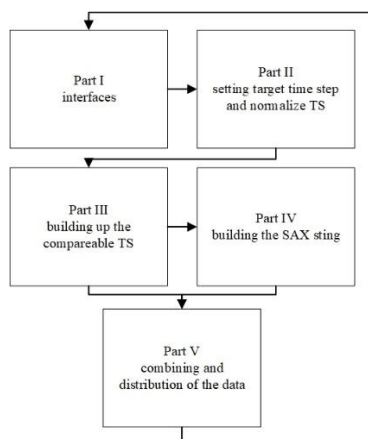 Part I
interfaces
Part II
setting target time step
and normalize TS
Part III
building up the
compareable TS
Part IV
building the SAX sting
Part V
combining and
distribution of the data